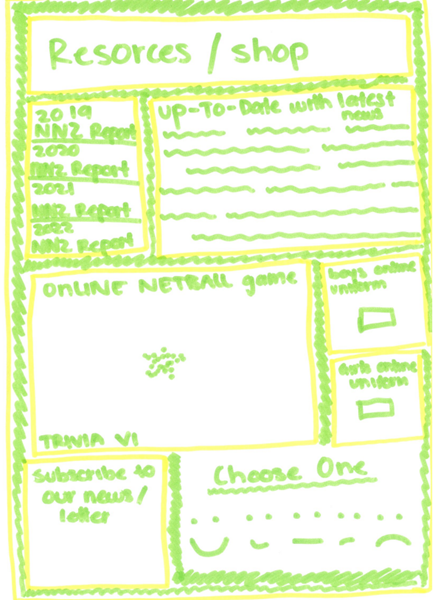 Resorces / shop
2019
NNZ Report
2020
NNZ Report
2021
NNZ Report
2022
NNZ Report
Up-To-Date with latest
news
ONLINE NETBALL game
TRIVIA V1
boys online
uniform
Girls online
uniform
Subscribe to
our news/
letter
Choose One